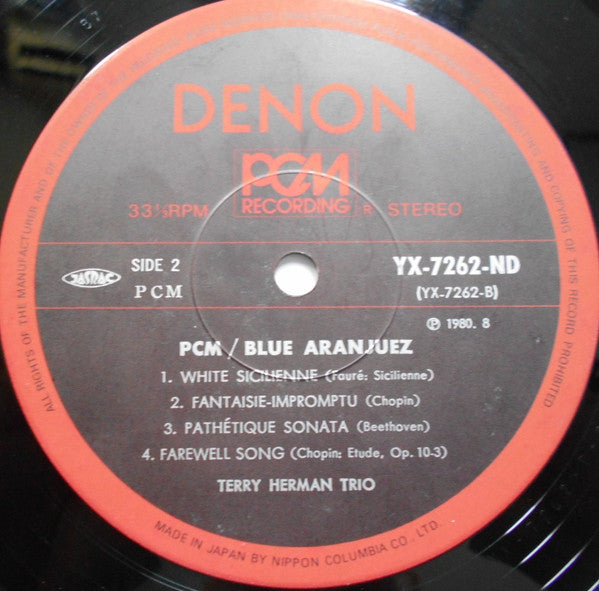 DENON
PCM
RECORDING
33⅓RPM
R STEREO
JASRAC
SIDE 2
PCM
YX-7262-ND
(YX-7262-B)
℗ 1980. 8
PCM / BLUE ARANJUEZ
1. WHITE SICILIENNE (Fauré: Sicilienne)
2. FANTAISIE-IMPROMPTU (Chopin)
3. PATHÉTIQUE SONATA (Beethoven)
4. FAREWELL SONG (Chopin: Etude, Op. 10-3)
TERRY HERMAN TRIO
ALL RIGHTS OF THE MANUFACTURER AND OF THE
AND COPYING OF THIS RECORD PROHIBITED
MADE IN JAPAN BY NIPPON COLUMBIA CO., LTD.